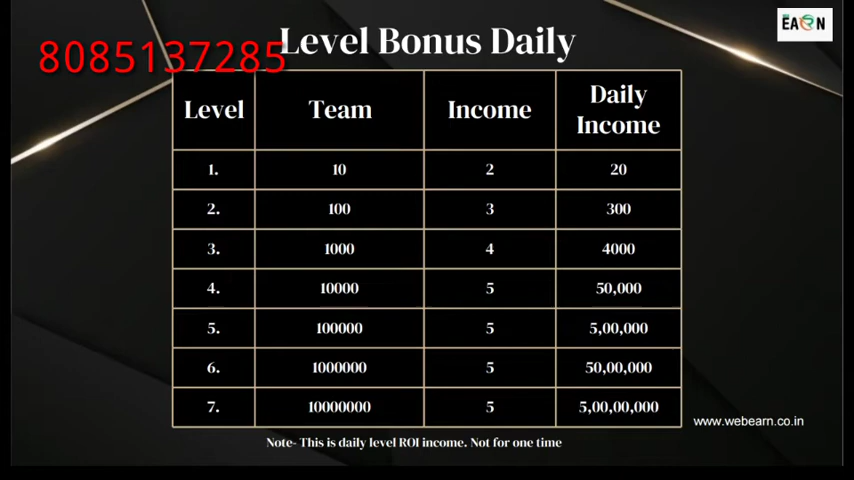 EARN
8085137285
Level Bonus Daily
Level Team Income Daily Income
1. 10 2 20
2. 100 3 300
3. 1000 4 4000
4. 10000 5 50,000
5. 100000 5 5,00,000
6. 1000000 5 50,00,000
7. 10000000 5 5,00,00,000
www.webearn.co.in
Note- This is daily level ROI income. Not for one time